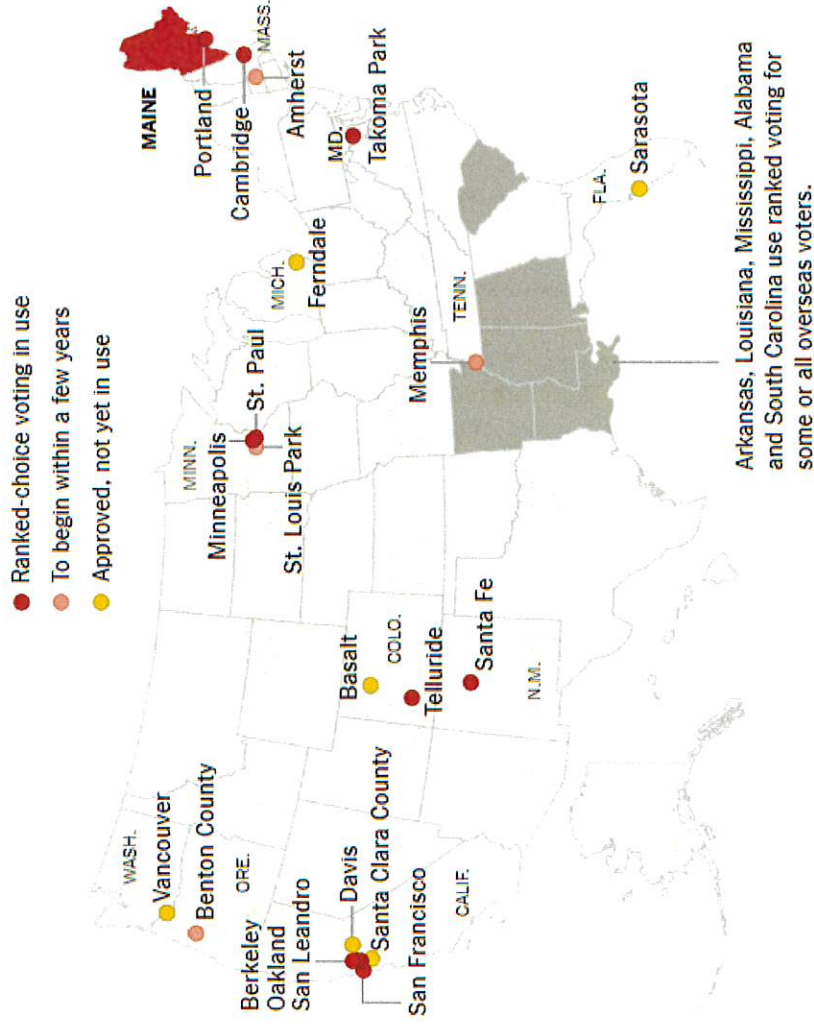 Ranked-choice voting in use
To begin within a few years
Approved, not yet in use
WASH.
Vancouver
Benton County
ORE.
Berkeley
Oakland
San Leandro
Davis
Santa Clara County
San Francisco
CALIF.
Basalt
COLO.
Telluride
Santa Fe
N.M.
MINN.
Minneapolis
St. Paul
St. Louis Park
MICH.
Ferndale
Memphis
TENN.
MAINE
Portland
Cambridge
MASS.
Amherst
MD.
Takoma Park
FLA.
Sarasota
Arkansas, Louisiana, Mississippi, Alabama
and South Carolina use ranked voting for
some or all overseas voters.